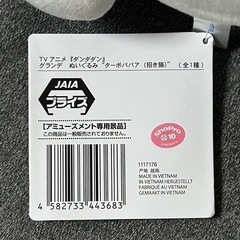 TV アニメ『ダンダダン』
グランデ ぬいぐるみ "ターボババア（招き猫）" （全1種）
JAIA
プライズ
【アミューズメント専用景品】
この商品は一般では販売されておりません。
ShoPro
10
1117176
产地 越南
MADE IN VIETNAM
IN VIETNAM HERGESTELLT
FABRIQUÉ AU VIETNAM
GEMAAKT IN VIETNAM
4 582733 443683